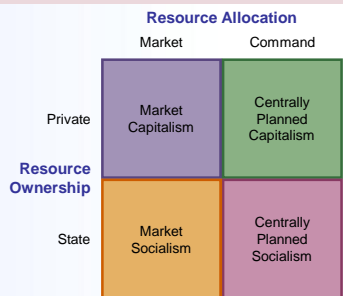 Resource Allocation
Market Command
Private
Market
Capitalism
Centrally
Planned
Capitalism
Resource
Ownership
State
Market
Socialism
Centrally
Planned
Socialism